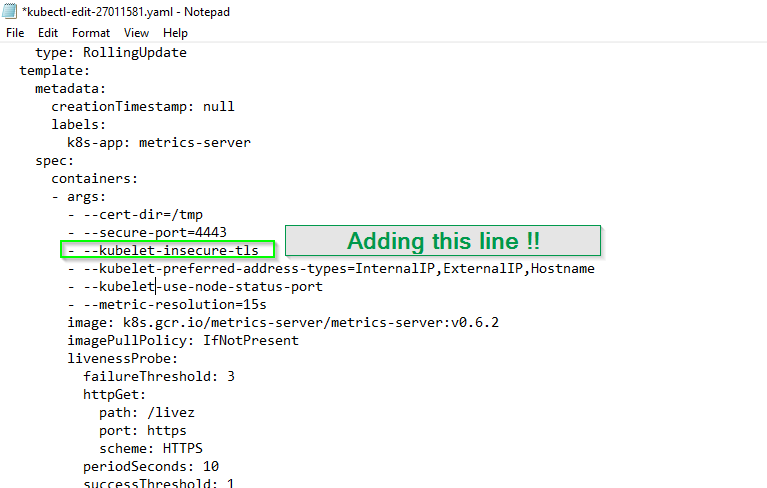 *kubectl-edit-27011581.yaml - Notepad
File Edit Format View Help
type: RollingUpdate
template:
metadata:
creationTimestamp: null
labels:
k8s-app: metrics-server
spec:
containers:
- args:
- --cert-dir=/tmp
- --secure-port=4443
- --kubelet-insecure-tls
Adding this line !!
- --kubelet-preferred-address-types=InternalIP,ExternalIP,Hostname
- --kubelet-use-node-status-port
- --metric-resolution=15s
image: k8s.gcr.io/metrics-server/metrics-server:v0.6.2
imagePullPolicy: IfNotPresent
livenessProbe:
failureThreshold: 3
httpGet:
path: /livez
port: https
scheme: HTTPS
periodSeconds: 10
successThreshold: 1